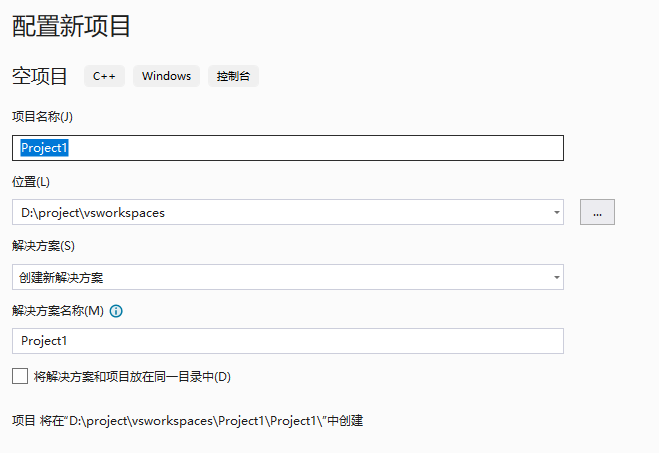 配置新项目
空项目 C++ Windows 控制台
项目名称(J)
Project1
位置(L)
D:\project\vsworkspaces ...
解决方案(S)
创建新解决方案
解决方案名称(M)
Project1
将解决方案和项目放在同一目录中(D)
项目 将在“D:\project\vsworkspaces\Project1\Project1\”中创建